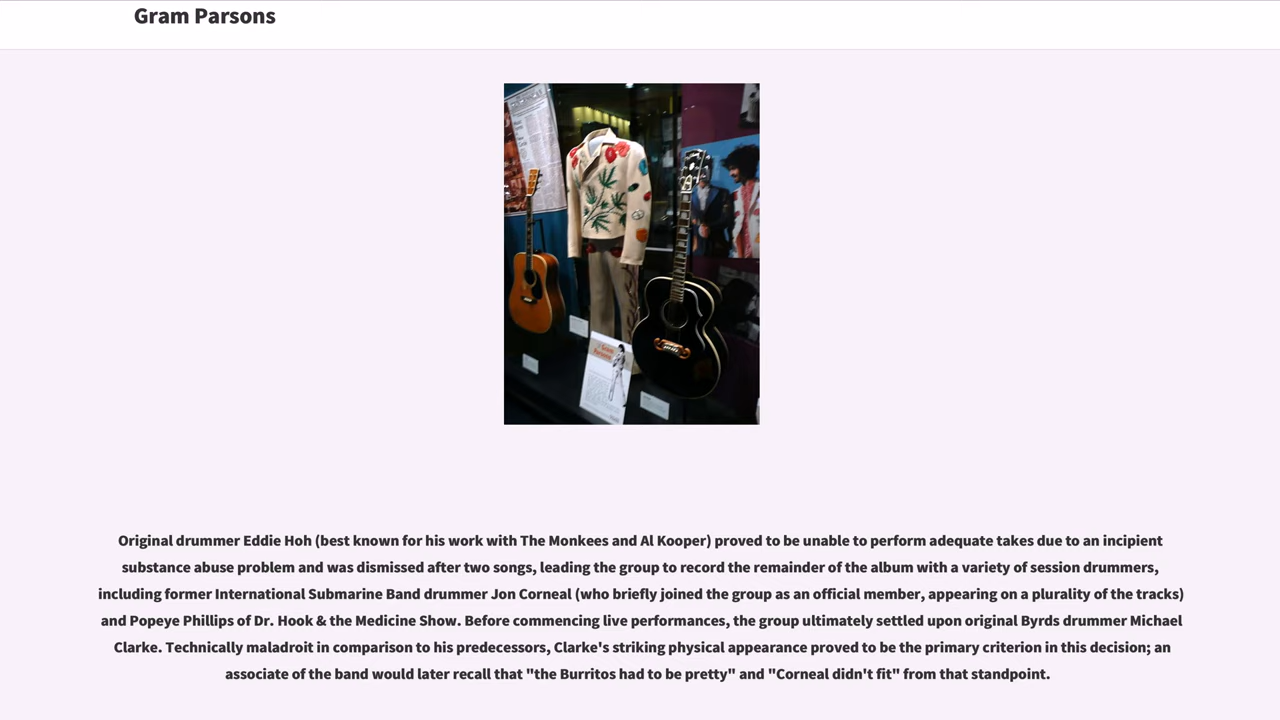 Gram Parsons
Gram
Parsons
Original drummer Eddie Hoh (best known for his work with The Monkees and Al Kooper) proved to be unable to perform adequate takes due to an incipient
substance abuse problem and was dismissed after two songs, leading the group to record the remainder of the album with a variety of session drummers,
including former International Submarine Band drummer Jon Corneal (who briefly joined the group as an official member, appearing on a plurality of the tracks)
and Popeye Phillips of Dr. Hook & the Medicine Show. Before commencing live performances, the group ultimately settled upon original Byrds drummer Michael
Clarke. Technically maladroit in comparison to his predecessors, Clarke's striking physical appearance proved to be the primary criterion in this decision; an
associate of the band would later recall that "the Burritos had to be pretty" and "Corneal didn't fit" from that standpoint.